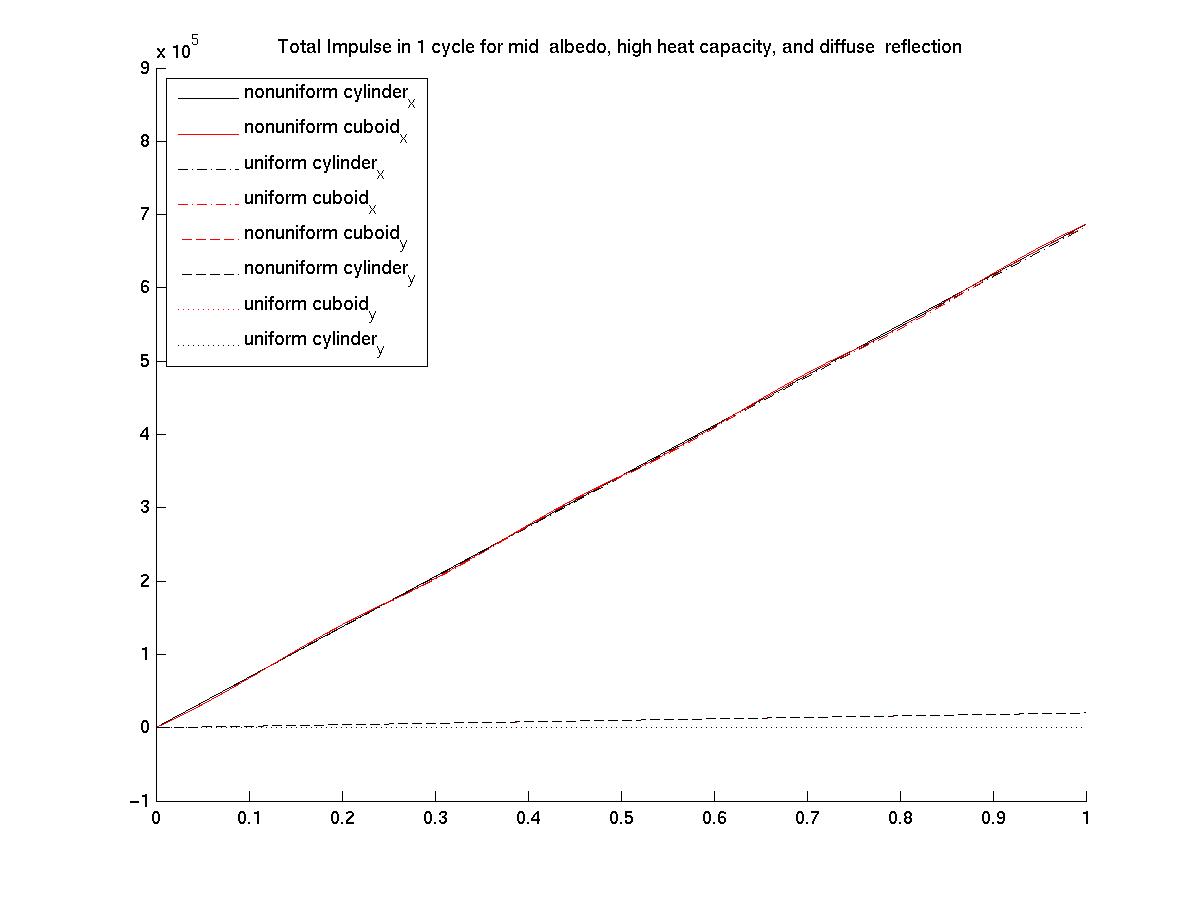 Total Impulse in 1 cycle for mid albedo, high heat capacity, and diffuse reflection
x 10^5
9
8
7
6
5
4
3
2
1
0
−1
nonuniform cylinder_x
nonuniform cuboid_x
uniform cylinder_x
uniform cuboid_x
nonuniform cuboid_y
nonuniform cylinder_y
uniform cuboid_y
uniform cylinder_y
0 0.1 0.2 0.3 0.4 0.5 0.6 0.7 0.8 0.9 1